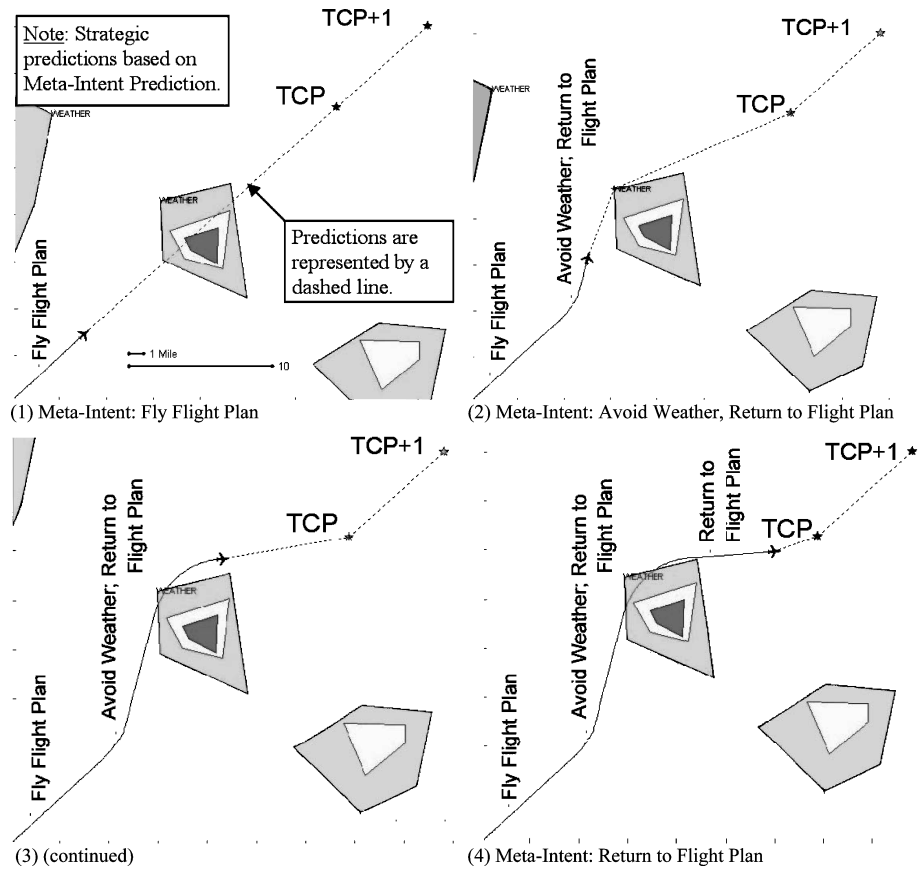 Note: Strategic
predictions based on
Meta-Intent Prediction.
TCP+1
TCP
WEATHER
WEATHER
Predictions are
represented by a
dashed line.
Fly Flight Plan
1 Mile
10
(1) Meta-Intent: Fly Flight Plan
TCP+1
TCP
Avoid Weather; Return to
Flight Plan
WEATHER
WEATHER
Fly Flight Plan
(2) Meta-Intent: Avoid Weather, Return to Flight Plan
TCP+1
TCP
Avoid Weather; Return to
Flight Plan
WEATHER
Fly Flight Plan
(3) (continued)
TCP+1
TCP
Return to
Flight Plan
Avoid Weather; Return to
Flight Plan
WEATHER
Fly Flight Plan
(4) Meta-Intent: Return to Flight Plan